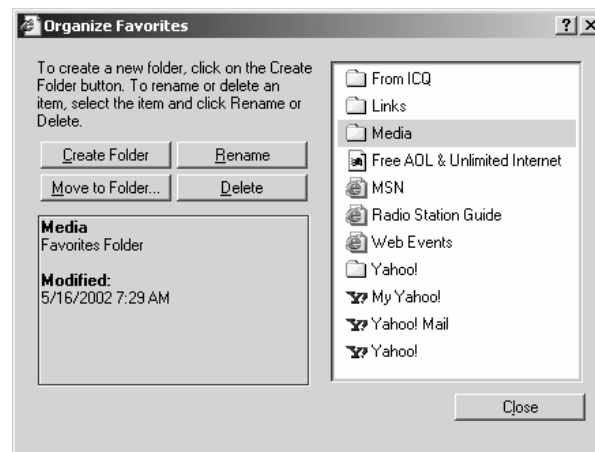 Organize Favorites
To create a new folder, click on the Create
Folder button. To rename or delete an
item, select the item and click Rename or
Delete.
Create Folder
Rename
Move to Folder...
Delete
Media
Favorites Folder
Modified:
5/16/2002 7:29 AM
From ICQ
Links
Media
Free AOL & Unlimited Internet
MSN
Radio Station Guide
Web Events
Yahoo!
My Yahoo!
Yahoo! Mail
Yahoo!
Close